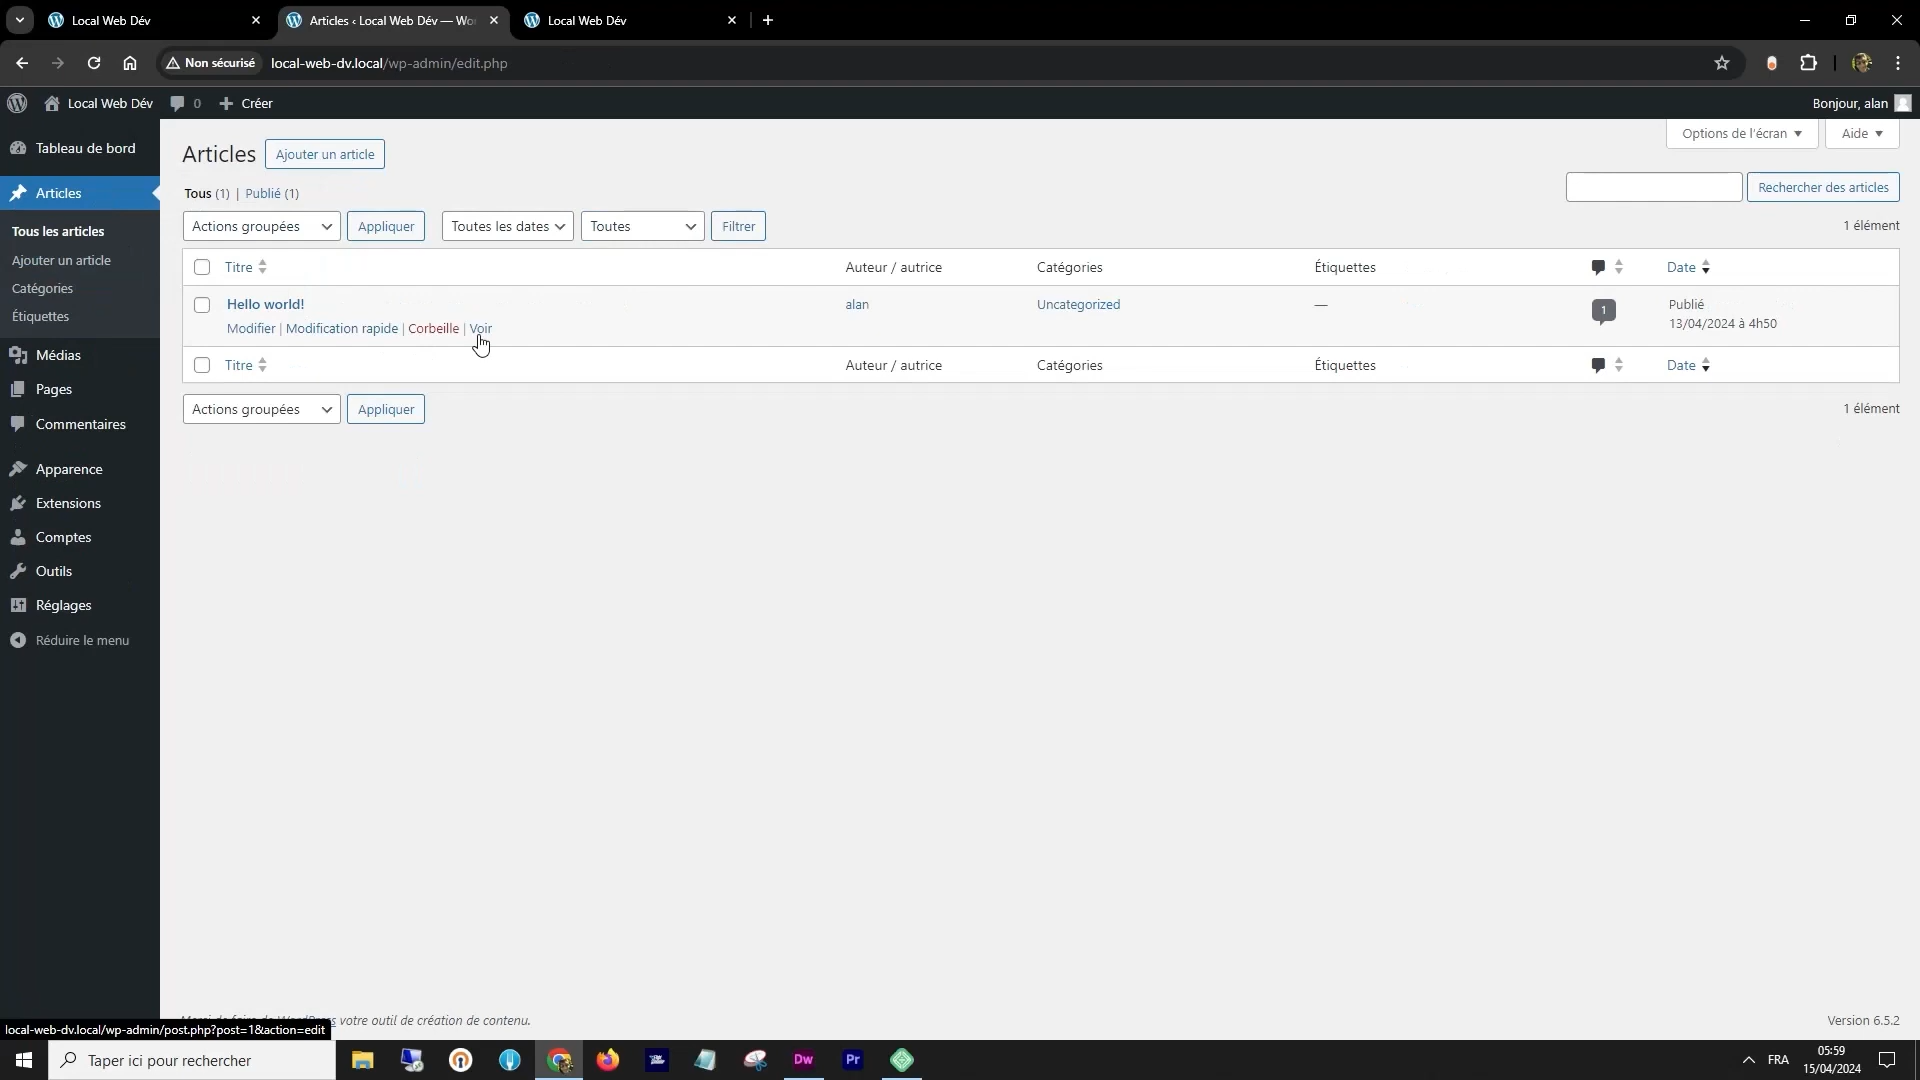 Local Web Dév
Articles ‹ Local Web Dév — Wo
Local Web Dév
Non sécurisé
local-web-dv.local/wp-admin/edit.php
Local Web Dév
0
Créer
Bonjour, alan
Tableau de bord
Articles
Tous les articles
Ajouter un article
Catégories
Étiquettes
Médias
Pages
Commentaires
Apparence
Extensions
Comptes
Outils
Réglages
Réduire le menu
Options de l'écran
Aide
Articles
Ajouter un article
Tous (1) | Publié (1)
Rechercher des articles
Actions groupées
Appliquer
Toutes les dates
Toutes
Filtrer
1 élément
Titre
Auteur / autrice
Catégories
Étiquettes
Date
Hello world!
alan
Uncategorized
—
1
Publié
13/04/2024 à 4h50
Modifier | Modification rapide | Corbeille | Voir
Titre
Auteur / autrice
Catégories
Étiquettes
Date
Actions groupées
Appliquer
1 élément
Merci de faire de WordPress votre outil de création de contenu.
Version 6.5.2
local-web-dv.local/wp-admin/post.php?post=1&action=edit
Taper ici pour rechercher
Dw
Pr
FRA
05:59
15/04/2024